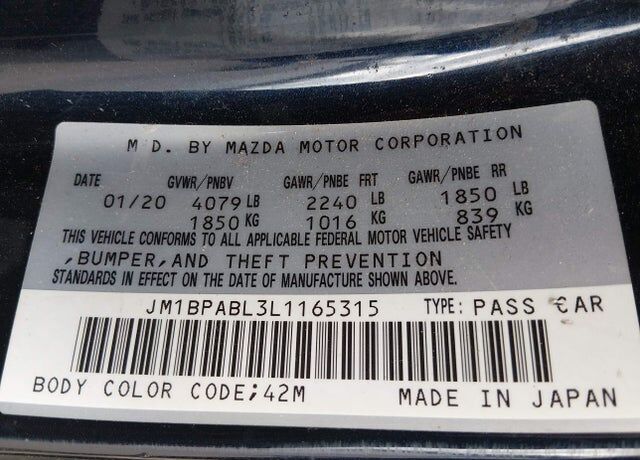 M'D. BY MAZDA MOTOR CORPORATION
DATE GVWR/PNBV GAWR/PNBE FRT GAWR/PNBE RR
01/20 4079 LB 2240 LB 1850 LB
1850 KG 1016 KG 839 KG
THIS VEHICLE CONFORMS TO ALL APPLICABLE FEDERAL MOTOR VEHICLE SAFETY
,BUMPER,AND THEFT PREVENTION
STANDARDS IN EFFECT ON THE DATE OF MANUFACTURE SHOWN ABOVE.
JM1BPABL3L1165315 TYPE: PASS CAR
BODY COLOR CODE;42M MADE IN JAPAN